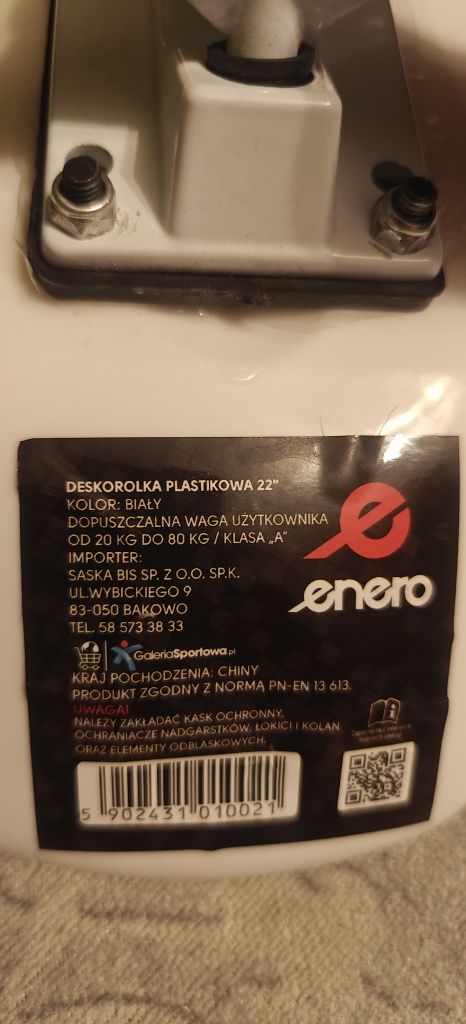 DESKOROLKA PLASTIKOWA 22"
KOLOR: BIAŁY
DOPUSZCZALNA WAGA UŻYTKOWNIKA
OD 20 KG DO 80 KG / KLASA „A"
IMPORTER:
SASKA BIS SP. Z O.O. SP.K.
UL.WYBICKIEGO 9
83-050 BĄKOWO
TEL. 58 573 38 33
GaleriaSportowa.pl
KRAJ POCHODZENIA: CHINY
PRODUKT ZGODNY Z NORMĄ PN-EN 13 613.
UWAGA!
NALEŻY ZAKŁADAĆ KASK OCHRONNY,
OCHRANIACZE NADGARSTKÓW, ŁOKCI I KOLAN
ORAZ ELEMENTY ODBLASKOWYCH.
5 902431 010021
e
enero